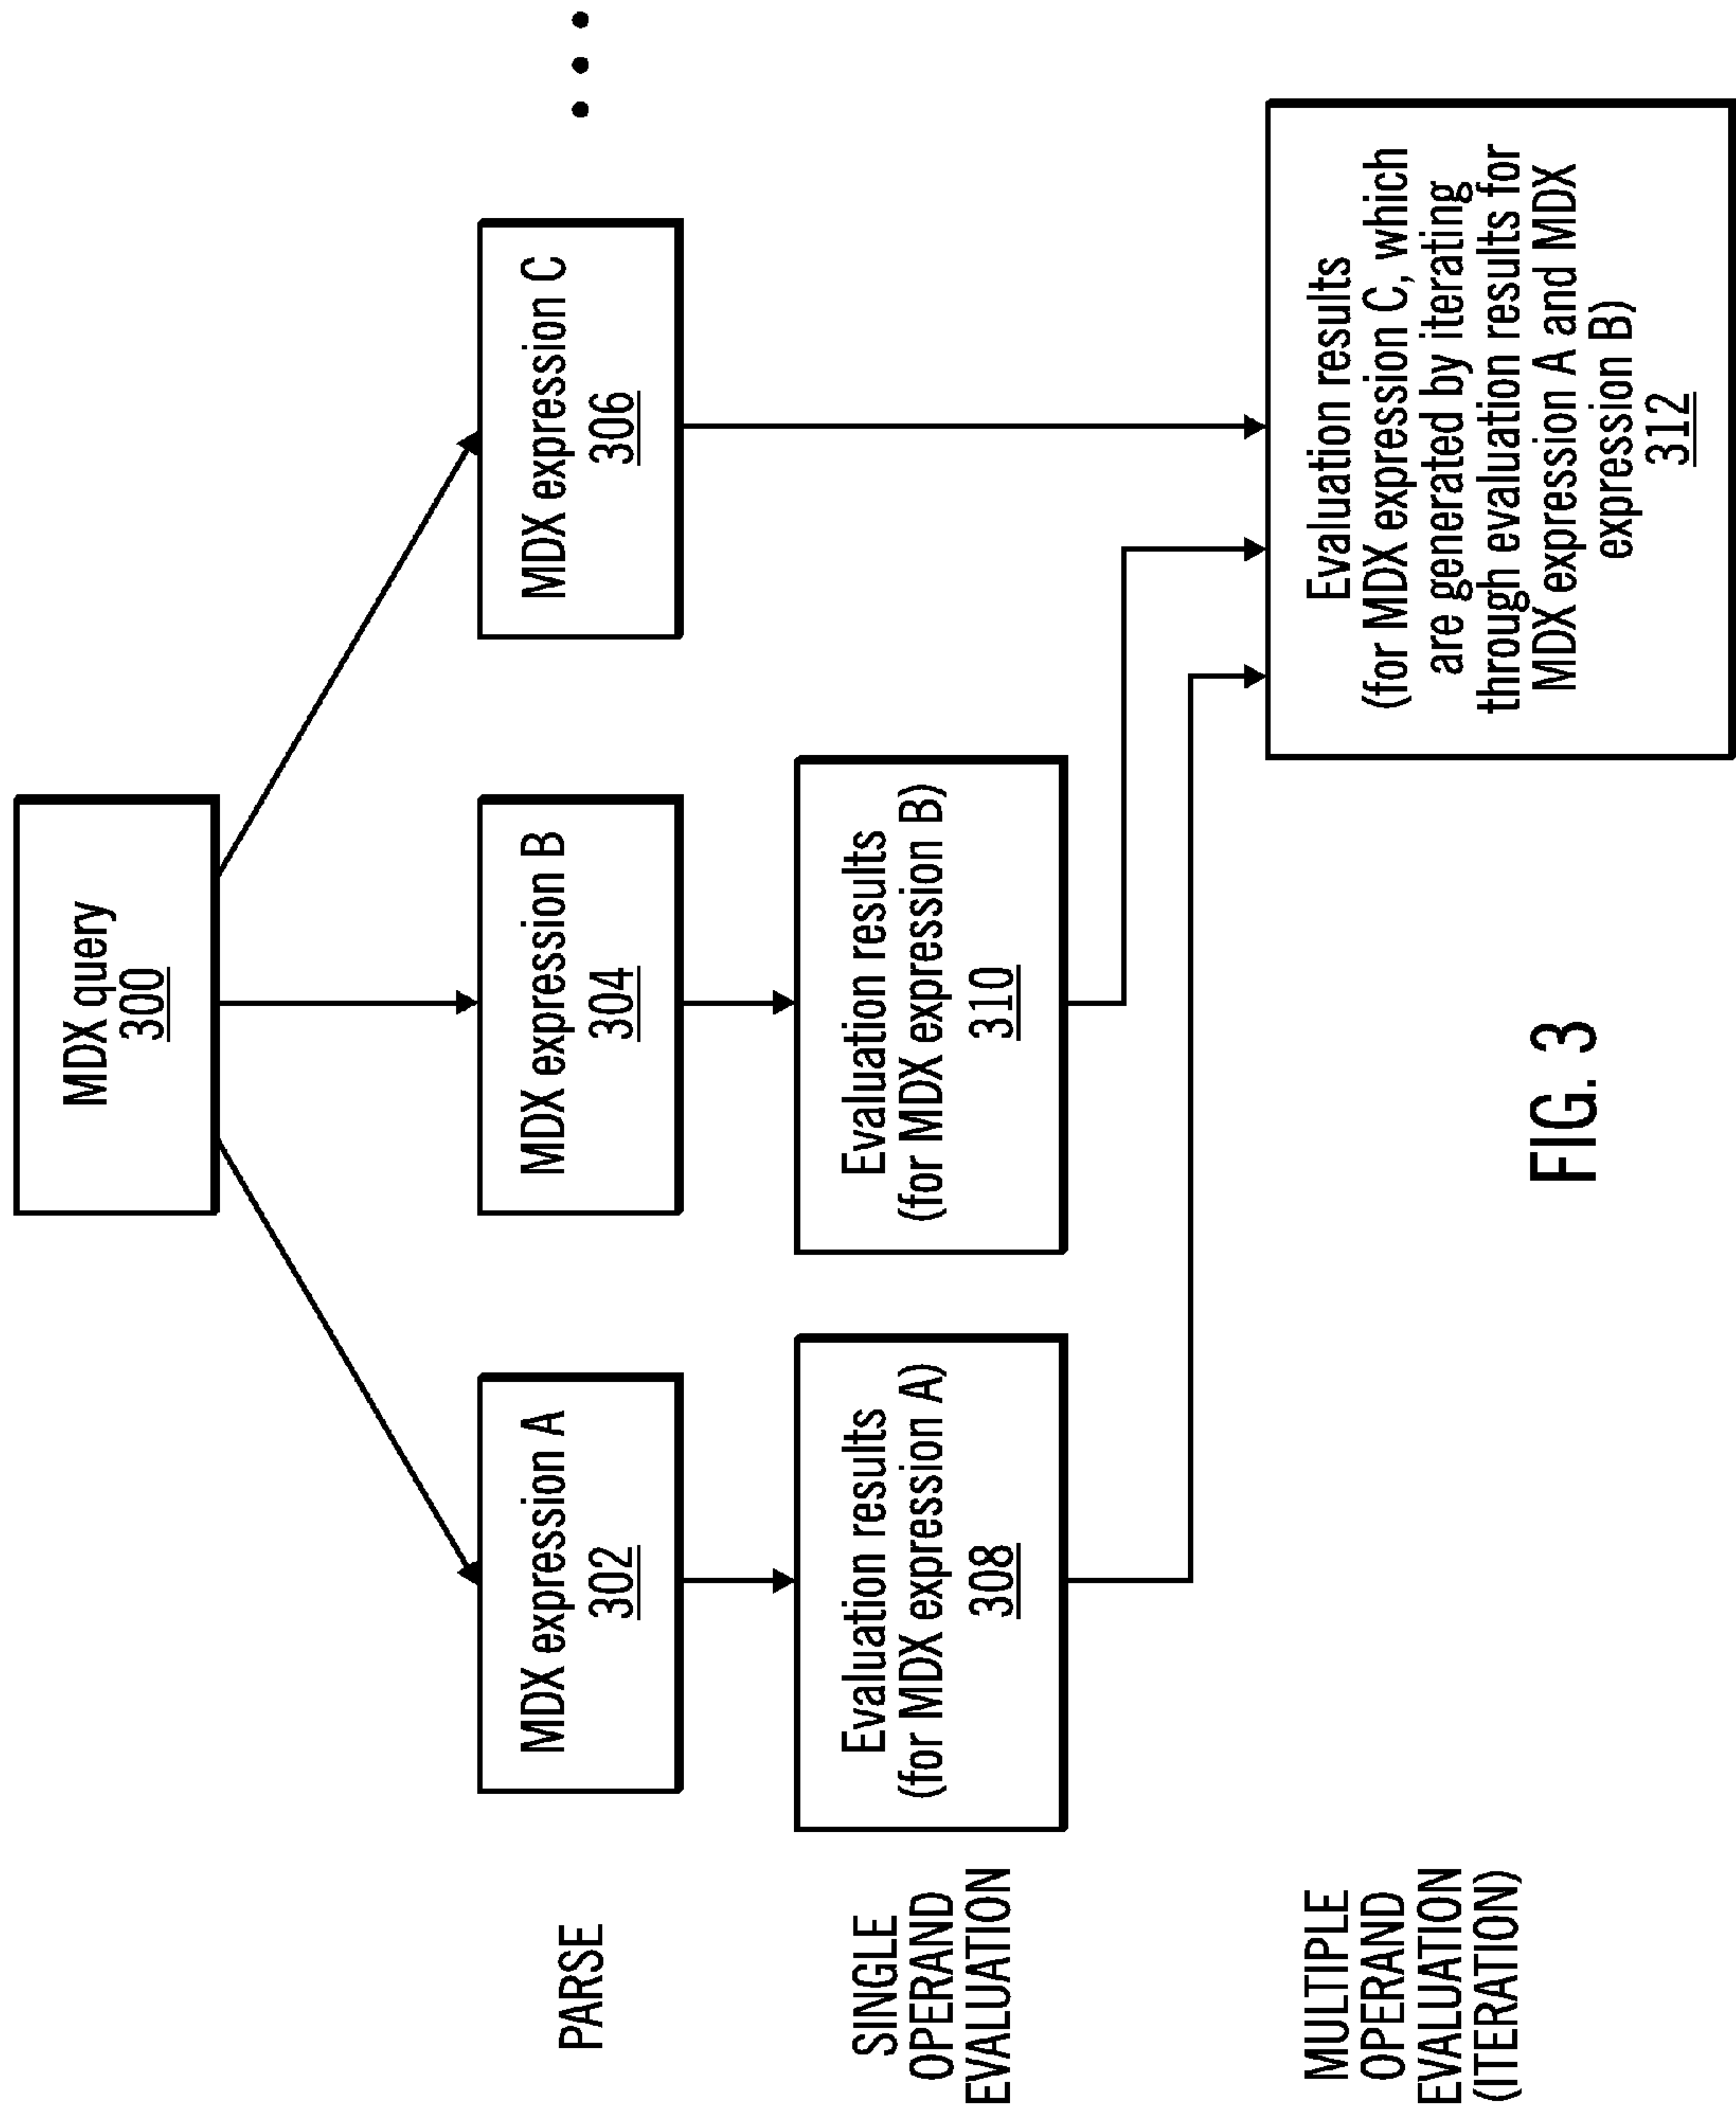 MDX query
300
PARSE
MDX expression A
302
MDX expression B
304
MDX expression C
306
SINGLE
OPERAND
EVALUATION
Evaluation results
(for MDX expression A)
308
Evaluation results
(for MDX expression B)
310
MULTIPLE
OPERAND
EVALUATION
(ITERATION)
Evaluation results
(for MDX expression C, which
are generated by iterating
through evaluation results for
MDX expression A and MDX
expression B)
312
FIG. 3